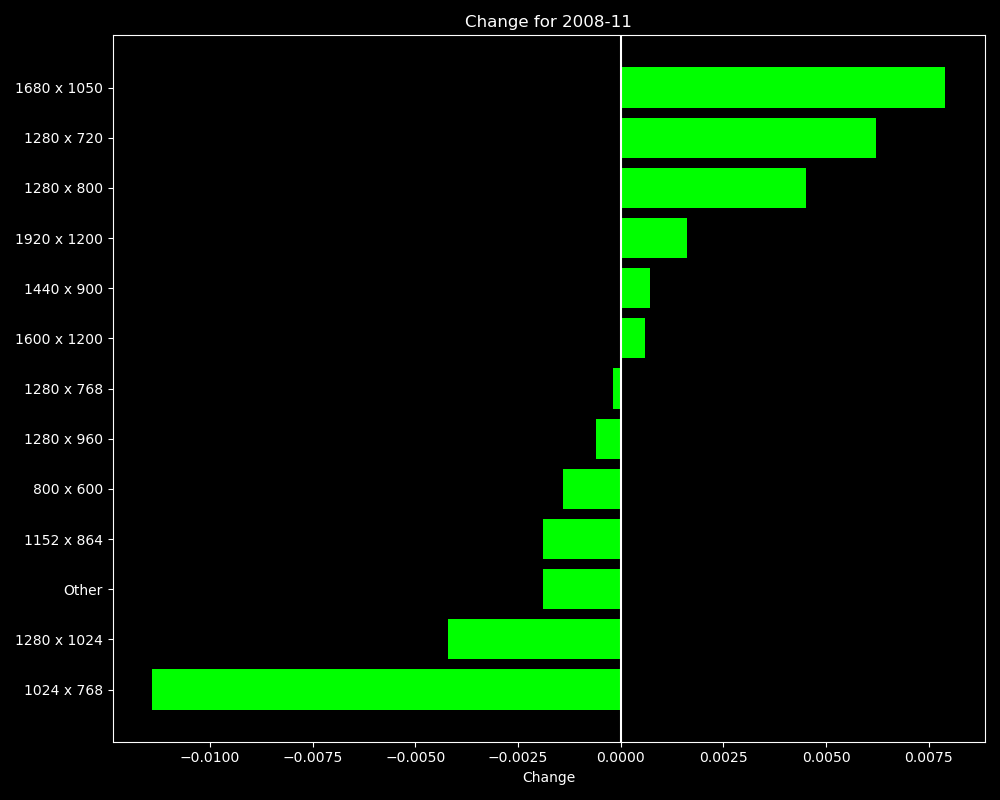 Change for 2008-11
1680 x 1050
1280 x 720
1280 x 800
1920 x 1200
1440 x 900
1600 x 1200
1280 x 768
1280 x 960
800 x 600
1152 x 864
Other
1280 x 1024
1024 x 768
−0.0100 −0.0075 −0.0050 −0.0025 0.0000 0.0025 0.0050 0.0075
Change